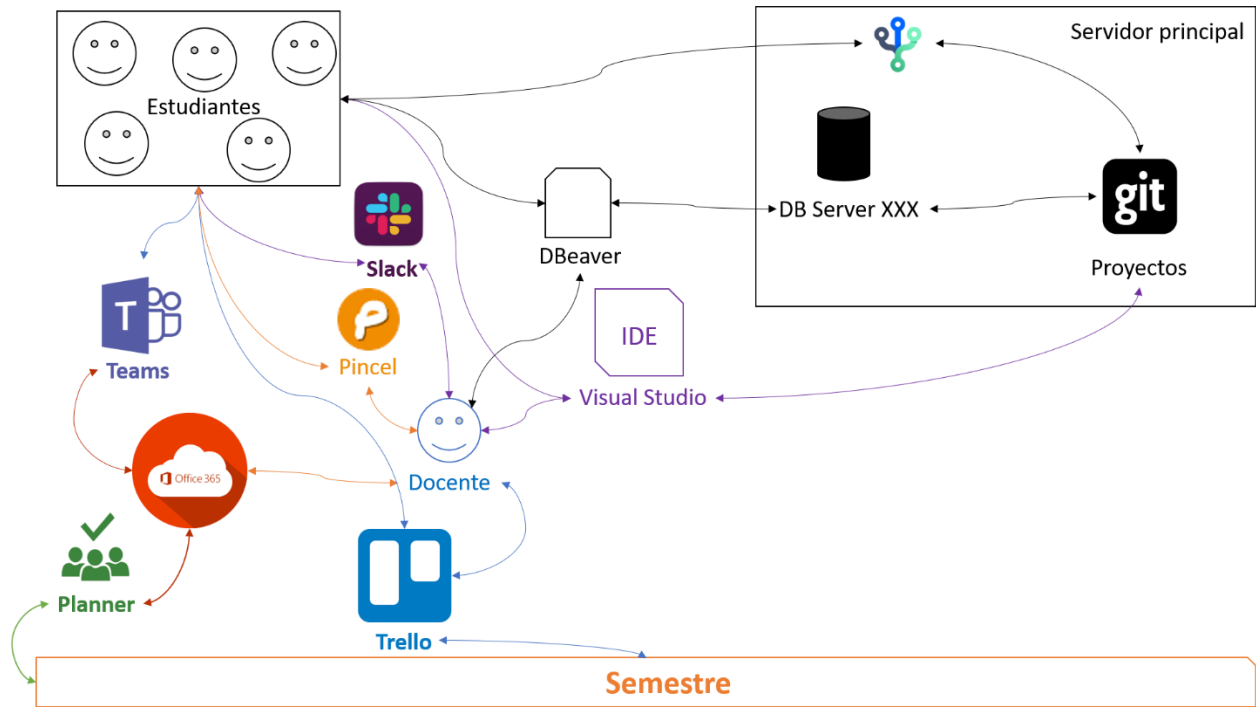 Servidor principal
Estudiantes
git
DB Server XXX
Slack
DBeaver
Proyectos
T
IDE
Teams
Pincel
Visual Studio
Office 365
Docente
Planner
Trello
Semestre